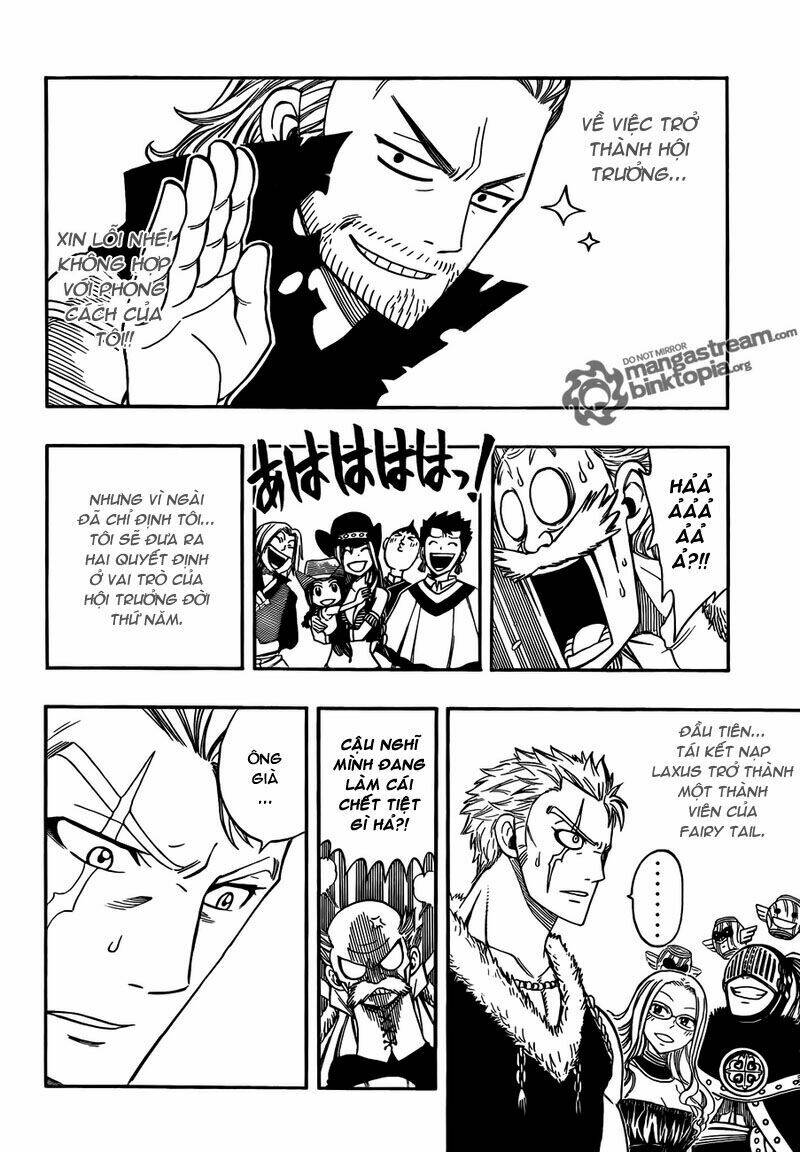 VỀ VIỆC TRỞ
THÀNH HỘI
TRƯỞNG...
XIN LỖI NHÉ!
KHÔNG HỢP
VỚI PHONG
CÁCH CỦA
TÔI!!
DO NOT MIRROR
mangastream.com
binktopia.org
HẢẢ
ẢẢẢ
ẢẢ
Ả?!!
あはははははっ!
NHƯNG VÌ NGÀI
ĐÃ CHỈ ĐỊNH TÔI...
TÔI SẼ ĐƯA RA
HAI QUYẾT ĐỊNH
Ở VAI TRÒ CỦA
HỘI TRƯỞNG ĐỜI
THỨ NĂM.
ĐẦU TIÊN...
TÁI KẾT NẠP
LAXUS TRỞ THÀNH
MỘT THÀNH
VIÊN CỦA
FAIRY TAIL.
......
CẬU NGHĨ
MÌNH ĐANG
LÀM CÁI
CHẾT TIỆT
GÌ HẢ?!
ÔNG
GIÀ
...